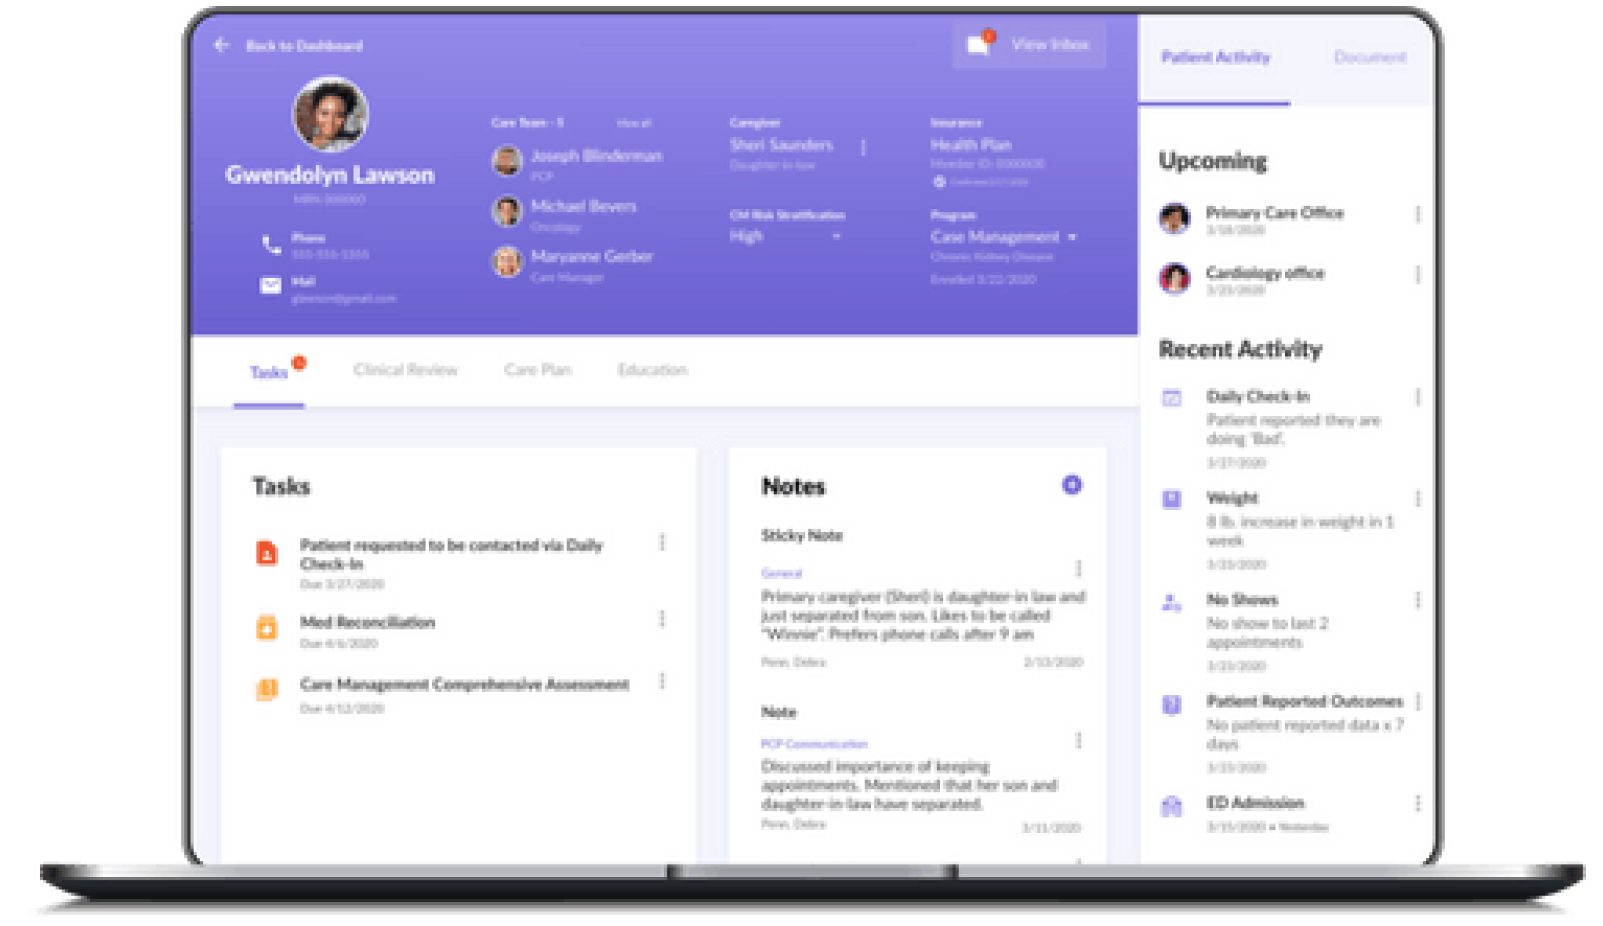 Back to Dashboard
View Inbox
Gwendolyn Lawson
MRN 000000
Phone
555-555-5555
Mail
glawson@gmail.com
Care Team - 5
View all
Joseph Blinderman
PCP
Michael Bevers
Oncology
Maryanne Gerber
Care Manager
Caregiver
Sheri Saunders
Daughter in-law
CM Risk Stratification
High
Insurance
Health Plan
Member ID: 0000000
Program
Case Management
Chronic Kidney Disease
Enrolled 3/22/2020
Tasks
Clinical Review
Care Plan
Education
Tasks
Patient requested to be contacted via Daily
Check-In
Due 3/27/2020
Med Reconciliation
Due 4/6/2020
Care Management Comprehensive Assessment
Due 4/12/2020
Notes
Sticky Note
General
Primary caregiver (Sheri) is daughter-in law and
just separated from son. Likes to be called
"Winnie". Prefers phone calls after 9 am
Penn, Debra
2/13/2020
Note
PCP Communication
Discussed importance of keeping
appointments. Mentioned that her son and
daughter-in-law have separated.
Penn, Debra
3/11/2020
Patient Activity
Document
Upcoming
Primary Care Office
3/18/2020
Cardiology office
3/23/2020
Recent Activity
Daily Check-In
Patient reported they are
doing 'Bad'.
3/27/2020
Weight
8 lb. increase in weight in 1
week
3/23/2020
No Shows
No show to last 2
appointments
3/23/2020
Patient Reported Outcomes
No patient reported data x 7
days
3/23/2020
ED Admission
3/15/2020 • Yesterday